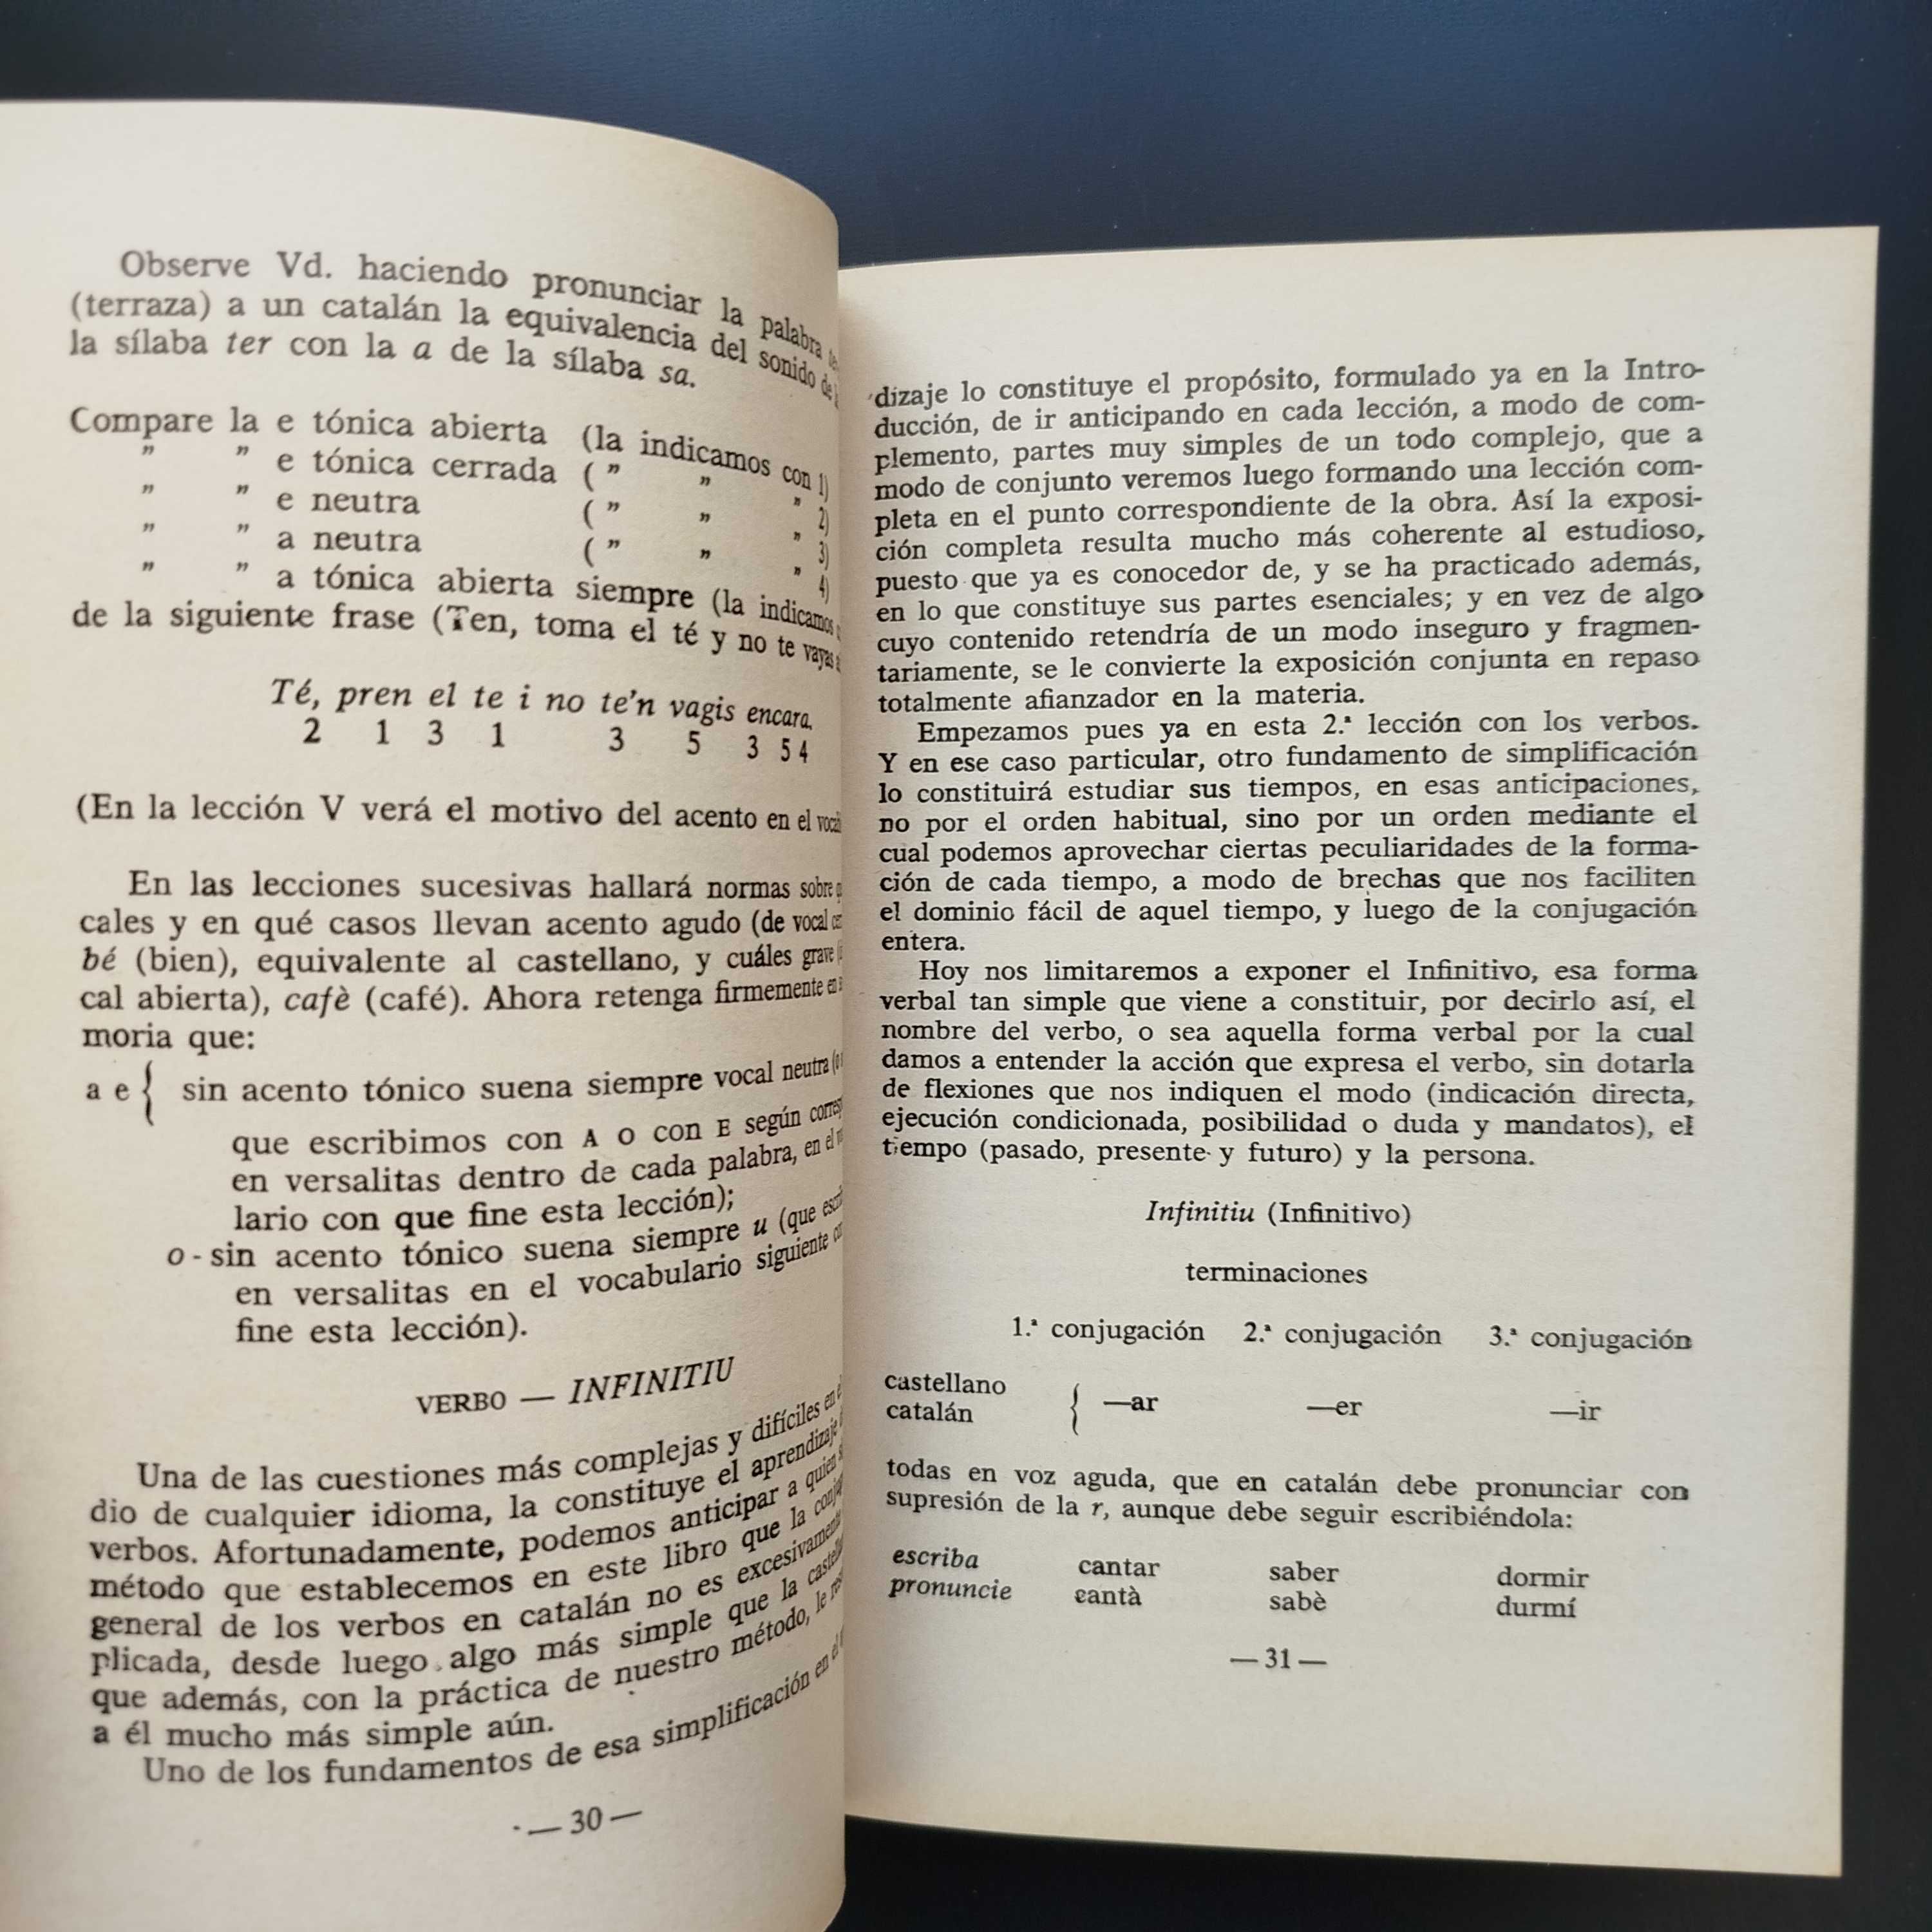 Observe Vd. haciendo pronunciar la palabra
(terraza) a un catalán la equivalencia del sonido de
la sílaba ter con la a de la sílaba sa.
Compare la e tónica abierta (la indicamos con 1)
" " e tónica cerrada ( " " " 2)
" " e neutra ( " " " 3)
" " a neutra ( " " " 4)
" " a tónica abierta siempre (la indicamos
de la siguiente frase (Ten, toma el té y no te vayas
Té, pren el te i no te'n vagis encara.
2 1 3 1 3 5 3 5 4
(En la lección V verá el motivo del acento en el
En las lecciones sucesivas hallará normas sobre
cales y en qué casos llevan acento agudo (de vocal
bé (bien), equivalente al castellano, y cuáles grave
cal abierta), cafè (café). Ahora retenga firmemente en
moria que:
a e { sin acento tónico suena siempre vocal neutra
que escribimos con A o con E según
en versalitas dentro de cada palabra, en el
lario con que fine esta lección);
o - sin acento tónico suena siempre u (que
en versalitas en el vocabulario siguiente
fine esta lección).
VERBO — INFINITIU
Una de las cuestiones más complejas y difíciles en
dio de cualquier idioma, la constituye el aprendizaje
verbos. Afortunadamente, podemos anticipar a quien
método que establecemos en este libro que la
general de los verbos en catalán no es excesivamente
plicada, desde luego algo más simple que la
que además, con la práctica de nuestro método, le
a él mucho más simple aún.
Uno de los fundamentos de esa simplificación en el
— 30 —
dizaje lo constituye el propósito, formulado ya en la Intro-
ducción, de ir anticipando en cada lección, a modo de com-
plemento, partes muy simples de un todo complejo, que a
modo de conjunto veremos luego formando una lección com-
pleta en el punto correspondiente de la obra. Así la exposi-
ción completa resulta mucho más coherente al estudioso,
puesto que ya es conocedor de, y se ha practicado además,
en lo que constituye sus partes esenciales; y en vez de algo
cuyo contenido retendría de un modo inseguro y fragmen-
tariamente, se le convierte la exposición conjunta en repaso
totalmente afianzador en la materia.
Empezamos pues ya en esta 2.ª lección con los verbos.
Y en ese caso particular, otro fundamento de simplificación
lo constituirá estudiar sus tiempos, en esas anticipaciones,
no por el orden habitual, sino por un orden mediante el
cual podemos aprovechar ciertas peculiaridades de la forma-
ción de cada tiempo, a modo de brechas que nos faciliten
el dominio fácil de aquel tiempo, y luego de la conjugación
entera.
Hoy nos limitaremos a exponer el Infinitivo, esa forma
verbal tan simple que viene a constituir, por decirlo así, el
nombre del verbo, o sea aquella forma verbal por la cual
damos a entender la acción que expresa el verbo, sin dotarla
de flexiones que nos indiquen el modo (indicación directa,
ejecución condicionada, posibilidad o duda y mandatos), el
tiempo (pasado, presente y futuro) y la persona.
Infinitiu (Infinitivo)
terminaciones
1.ª conjugación 2.ª conjugación 3.ª conjugación
castellano
catalán { —ar —er —ir
todas en voz aguda, que en catalán debe pronunciar con
supresión de la r, aunque debe seguir escribiéndola:
escriba cantar saber dormir
pronuncie cantà sabè durmí
— 31 —